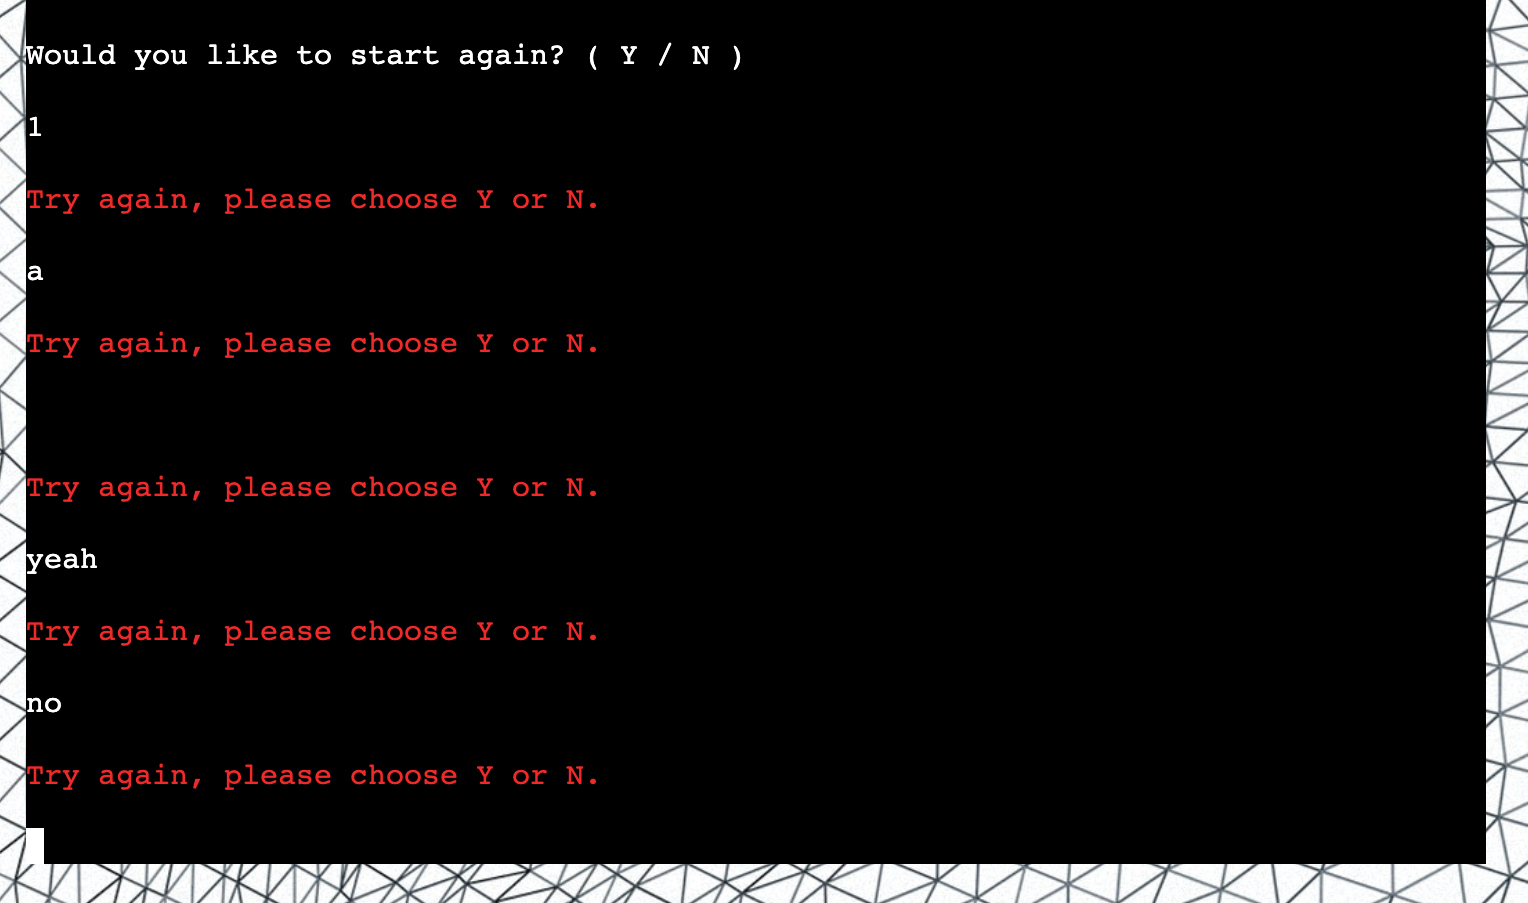 Would you like to start again? ( Y / N )
1
Try again, please choose Y or N.
a
Try again, please choose Y or N.
Try again, please choose Y or N.
yeah
Try again, please choose Y or N.
no
Try again, please choose Y or N.